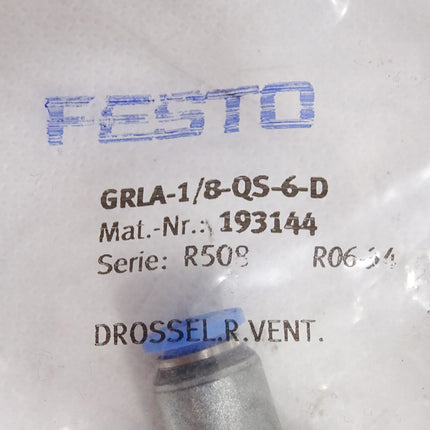 FESTO
GRLA-1/8-QS-6-D
Mat.-Nr.: 193144
Serie: R508
DROSSEL.R.VENT.